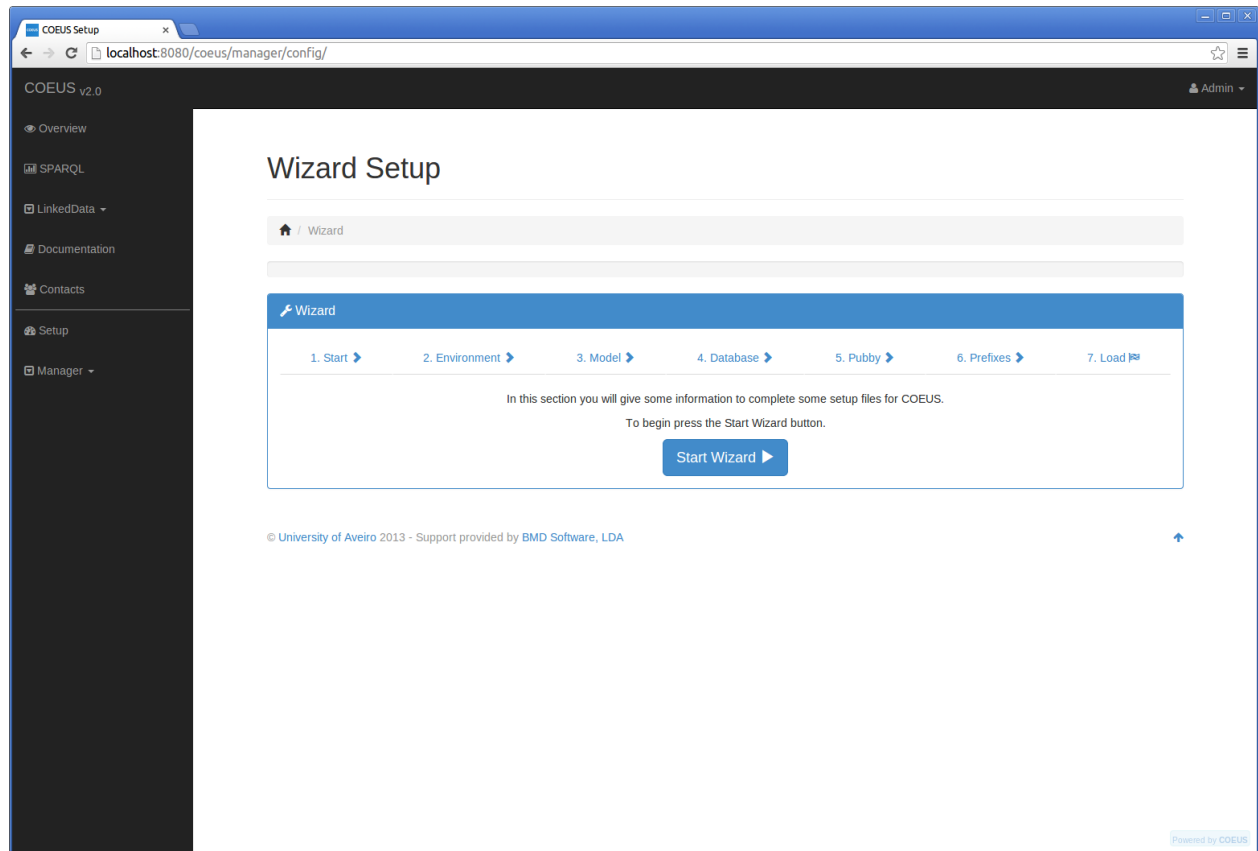 COEUS Setup
localhost:8080/coeus/manager/config/
COEUS v2.0
Admin
Overview
SPARQL
LinkedData
Documentation
Contacts
Setup
Manager
Wizard Setup
/ Wizard
Wizard
1. Start 2. Environment 3. Model 4. Database 5. Pubby 6. Prefixes 7. Load
In this section you will give some information to complete some setup files for COEUS.
To begin press the Start Wizard button.
Start Wizard
© University of Aveiro 2013 - Support provided by BMD Software, LDA
Powered by COEUS